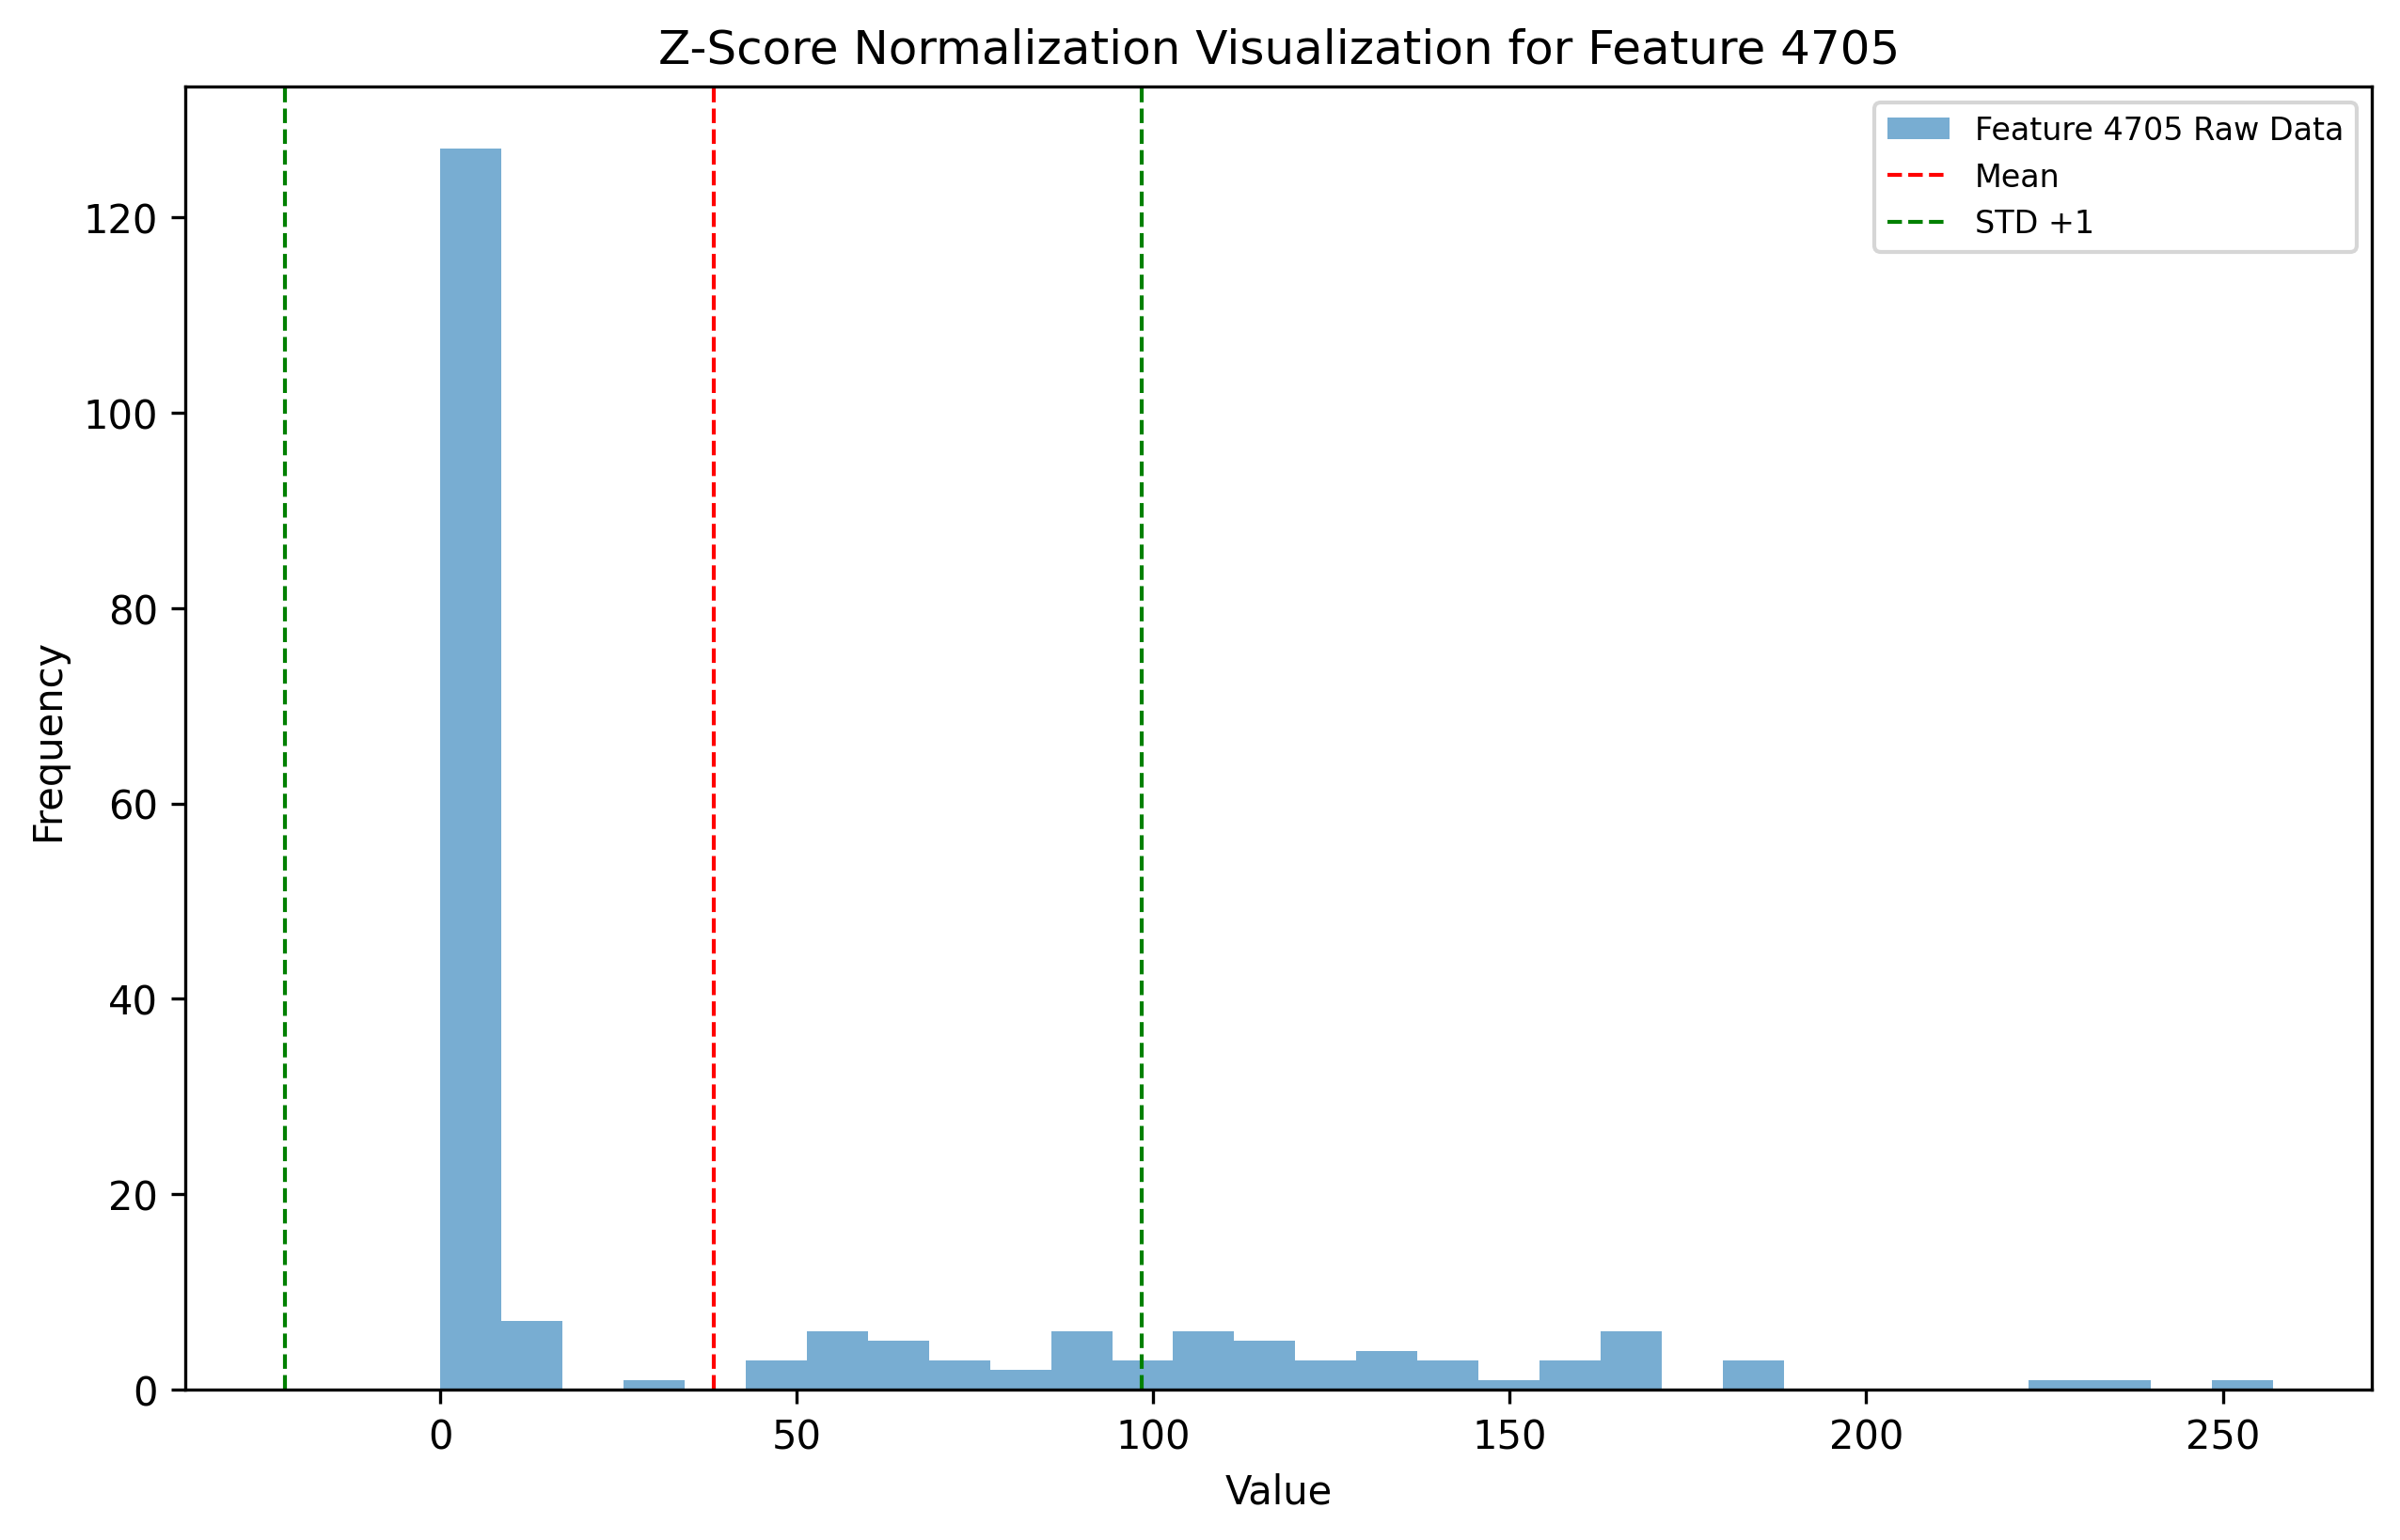 Z-Score Normalization Visualization for Feature 4705
Feature 4705 Raw Data
Mean
STD +1
120
100
80
60
40
20
0
Frequency
0 50 100 150 200 250
Value